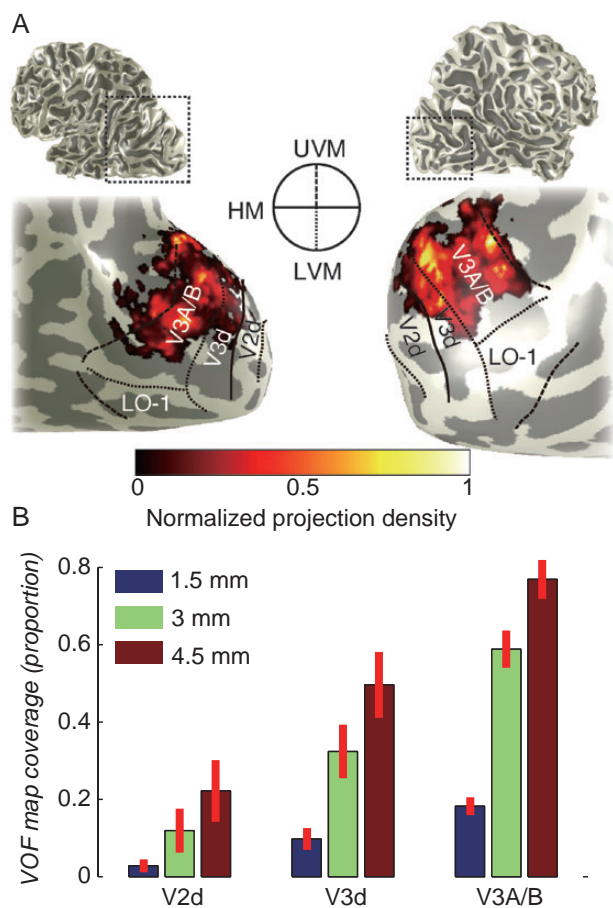 A
UVM
HM
LVM
V3A/B
V3d
V2d
LO-1
V3A/B
V2d
V3d
LO-1
0
0.5
1
Normalized projection density
B
VOF map coverage (proportion)
0.8
0.6
0.4
0.2
0
1.5 mm
3 mm
4.5 mm
V2d
V3d
V3A/B